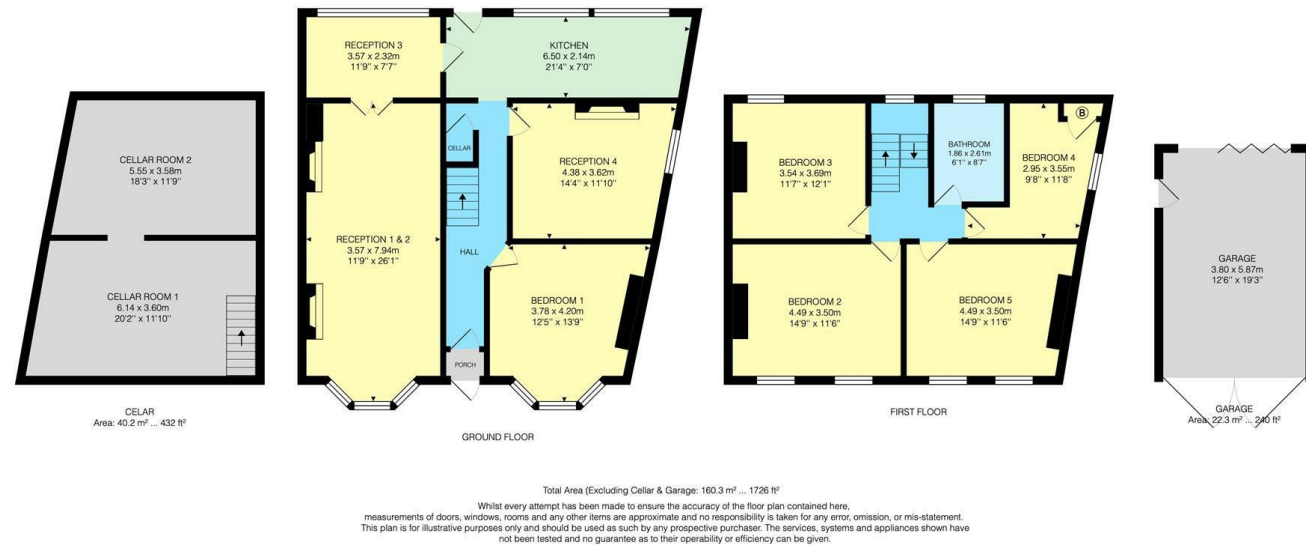 CELLAR ROOM 2
5.55 x 3.58m
18'3" x 11'9"
CELLAR ROOM 1
6.14 x 3.60m
20'2" x 11'10"
CELAR
Area: 40.2 m² ... 432 ft²
RECEPTION 3
3.57 x 2.32m
11'9" x 7'7"
KITCHEN
6.50 x 2.14m
21'4" x 7'0"
CELLAR
RECEPTION 4
4.38 x 3.62m
14'4" x 11'10"
RECEPTION 1 & 2
3.57 x 7.94m
11'9" x 26'1"
HALL
BEDROOM 1
3.78 x 4.20m
12'5" x 13'9"
PORCH
GROUND FLOOR
BEDROOM 3
3.54 x 3.69m
11'7" x 12'1"
BATHROOM
1.86 x 2.61m
6'1" x 8'7"
B
BEDROOM 4
2.95 x 3.55m
9'8" x 11'8"
BEDROOM 2
4.49 x 3.50m
14'9" x 11'6"
BEDROOM 5
4.49 x 3.50m
14'9" x 11'6"
FIRST FLOOR
GARAGE
3.80 x 5.87m
12'6" x 19'3"
GARAGE
Area: 22.3 m² ... 240 ft²
Total Area (Excluding Cellar & Garage: 160.3 m² ... 1726 ft²
Whilst every attempt has been made to ensure the accuracy of the floor plan contained here,
measurements of doors, windows, rooms and any other items are approximate and no responsibility is taken for any error, omission, or mis-statement.
This plan is for illustrative purposes only and should be used as such by any prospective purchaser. The services, systems and appliances shown have
not been tested and no guarantee as to their operability or efficiency can be given.